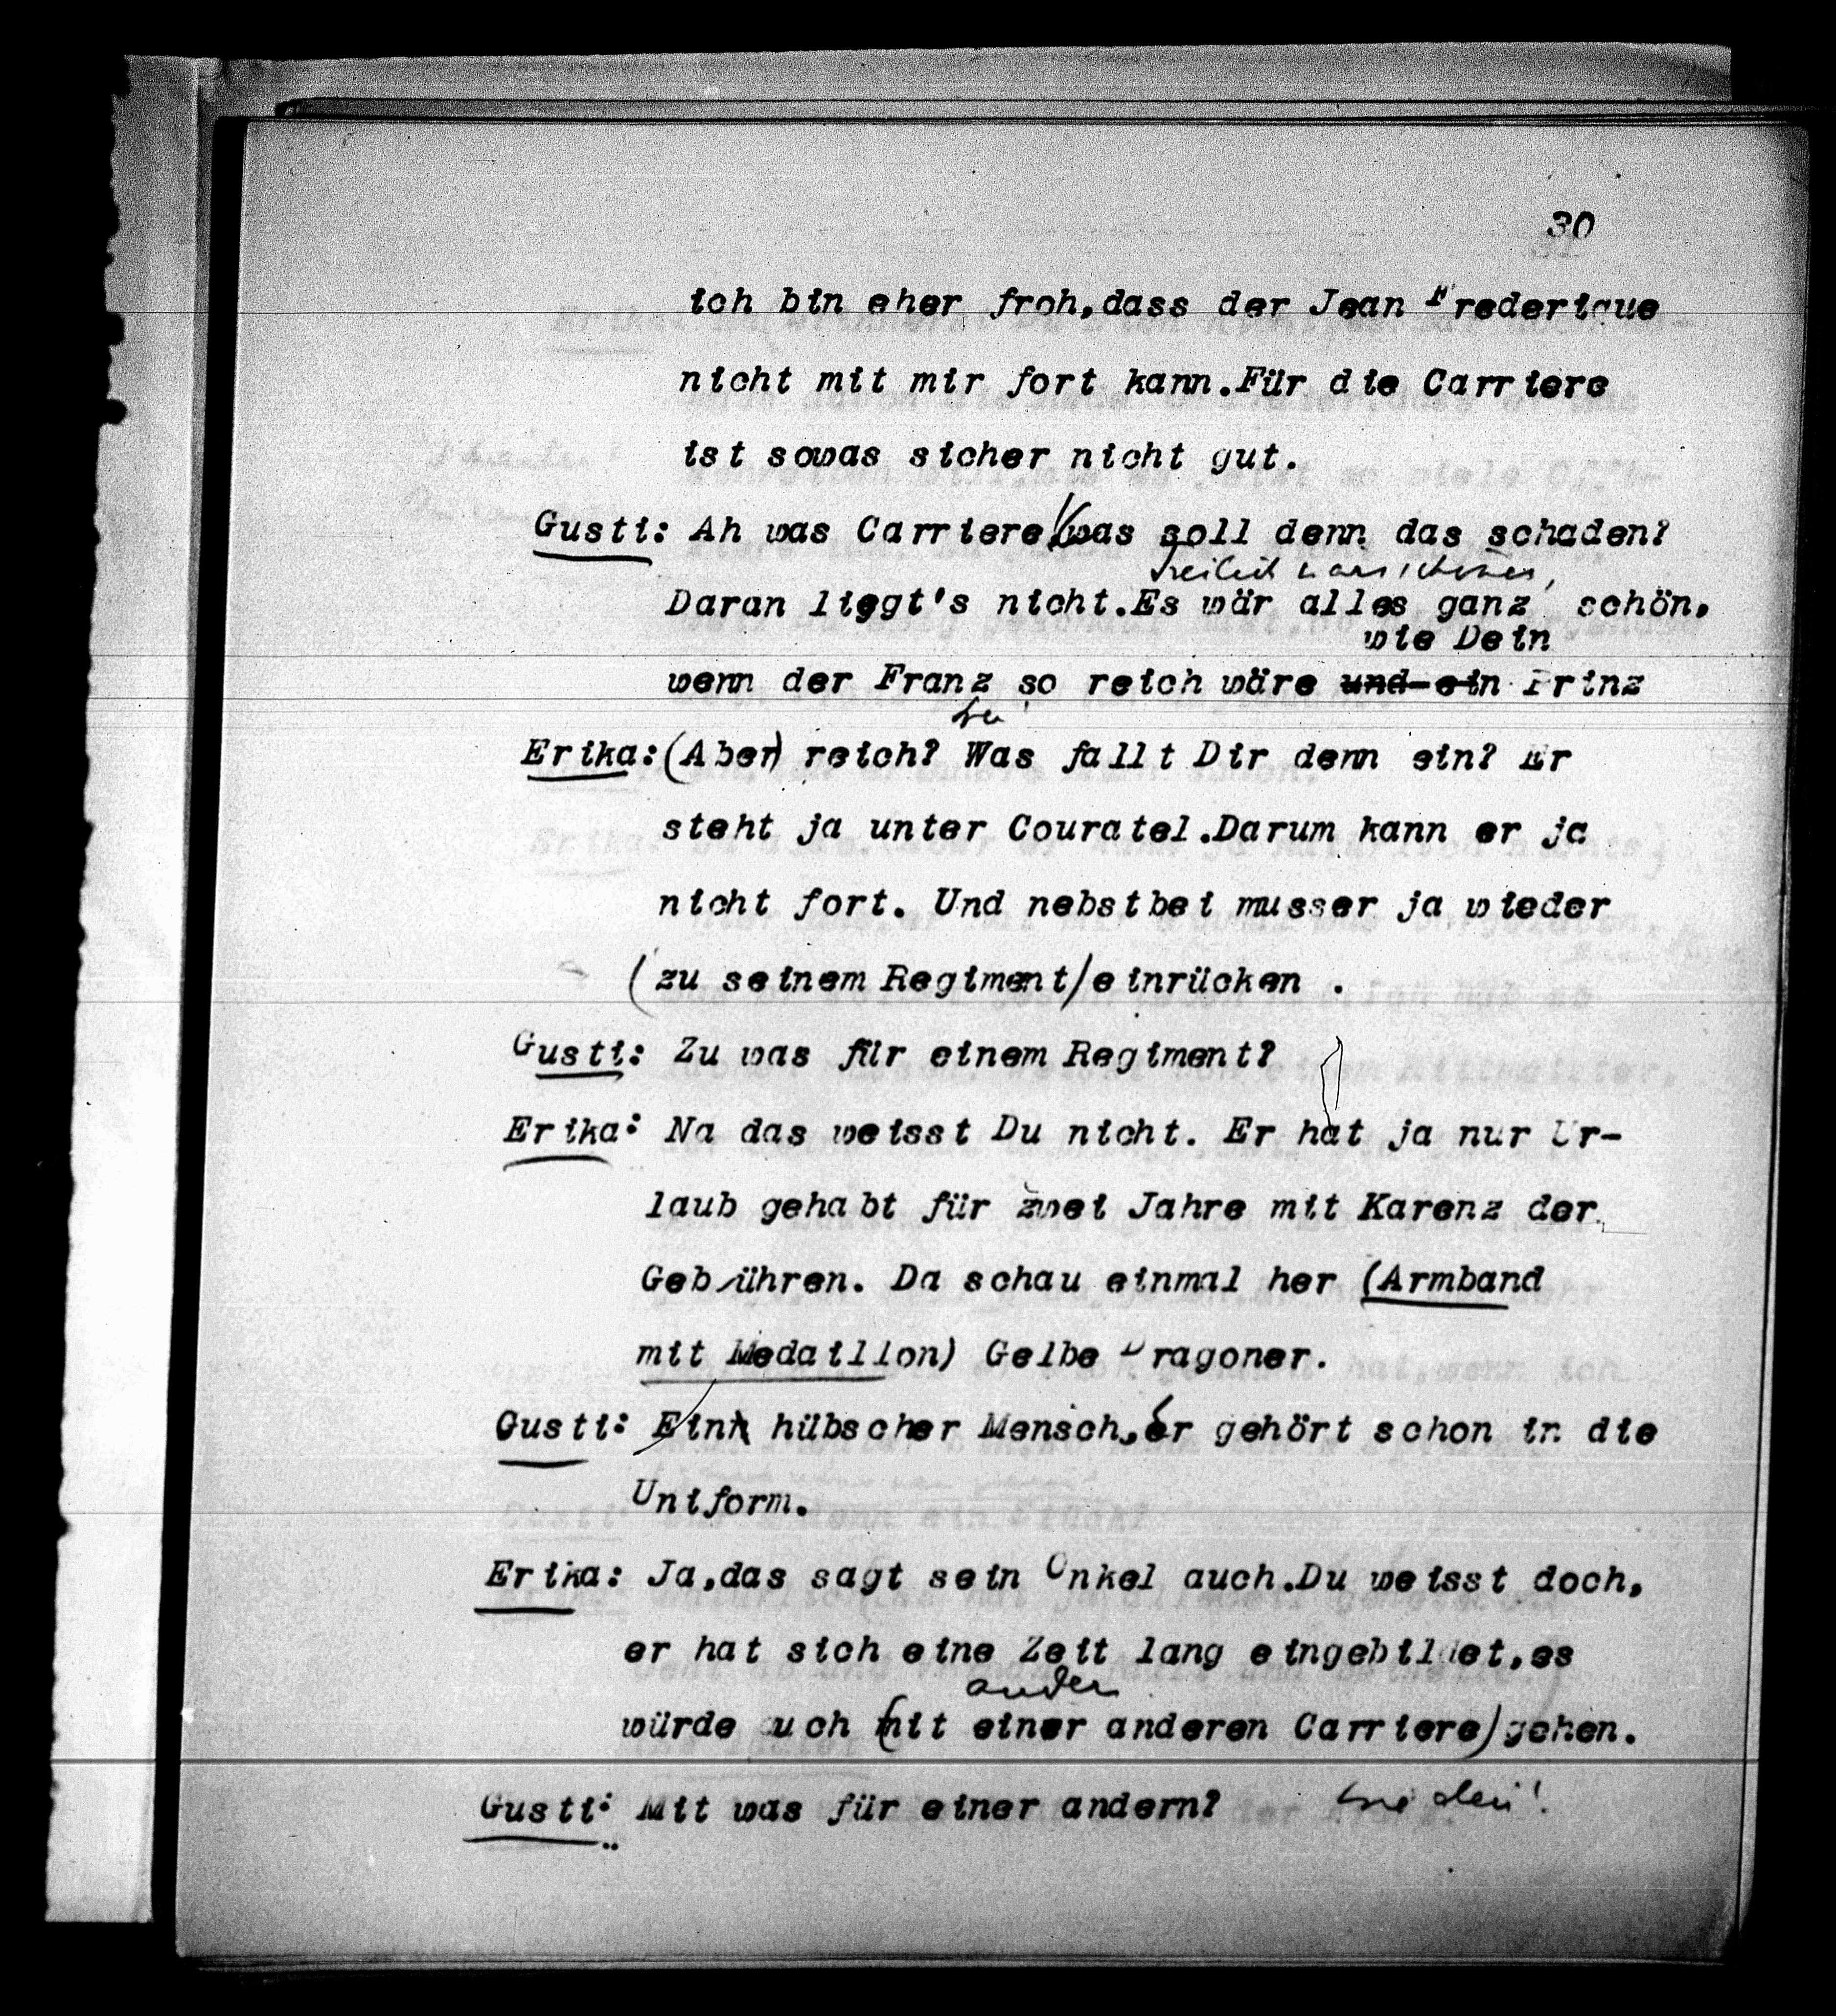 30
ich bin eher froh,dass der Jean Frederique
nicht mit mir fort kann.Für die Carriere
ist sowas sicher nicht gut.
Gusti: Ah was Carriere!(was soll denn das schaden?
freilich wär's schöner,
Daran liegt's nicht.Es wär alles ganz schön,
wie Dein
wenn der Franz so reich wäre und ein Prinz
Erika:(Aber) reich? Was fallt Dir denn ein? Er
steht ja unter Couratel.Darum kann er ja
nicht fort. Und nebstbei musser ja wieder
(zu seinem Regiment)einrücken .
Gusti: Zu was für einem Regiment?
Erika: Na das weisst Du nicht. Er hat ja nur Ur-
laub gehabt für zwei Jahre mit Karenz der
Gebühren. Da schau einmal her (Armband
mit Medaillon) Gelbe Dragoner.
Gusti: Ein hübscher Mensch,er gehört schon in die
Uniform.
Erika: Ja,das sagt sein Onkel auch.Du weisst doch,
er hat sich eine Zeit lang eingebildet,es
anders
würde auch (mit einer anderen Carriere)gehen.
Gusti: Mit was für einer andern?